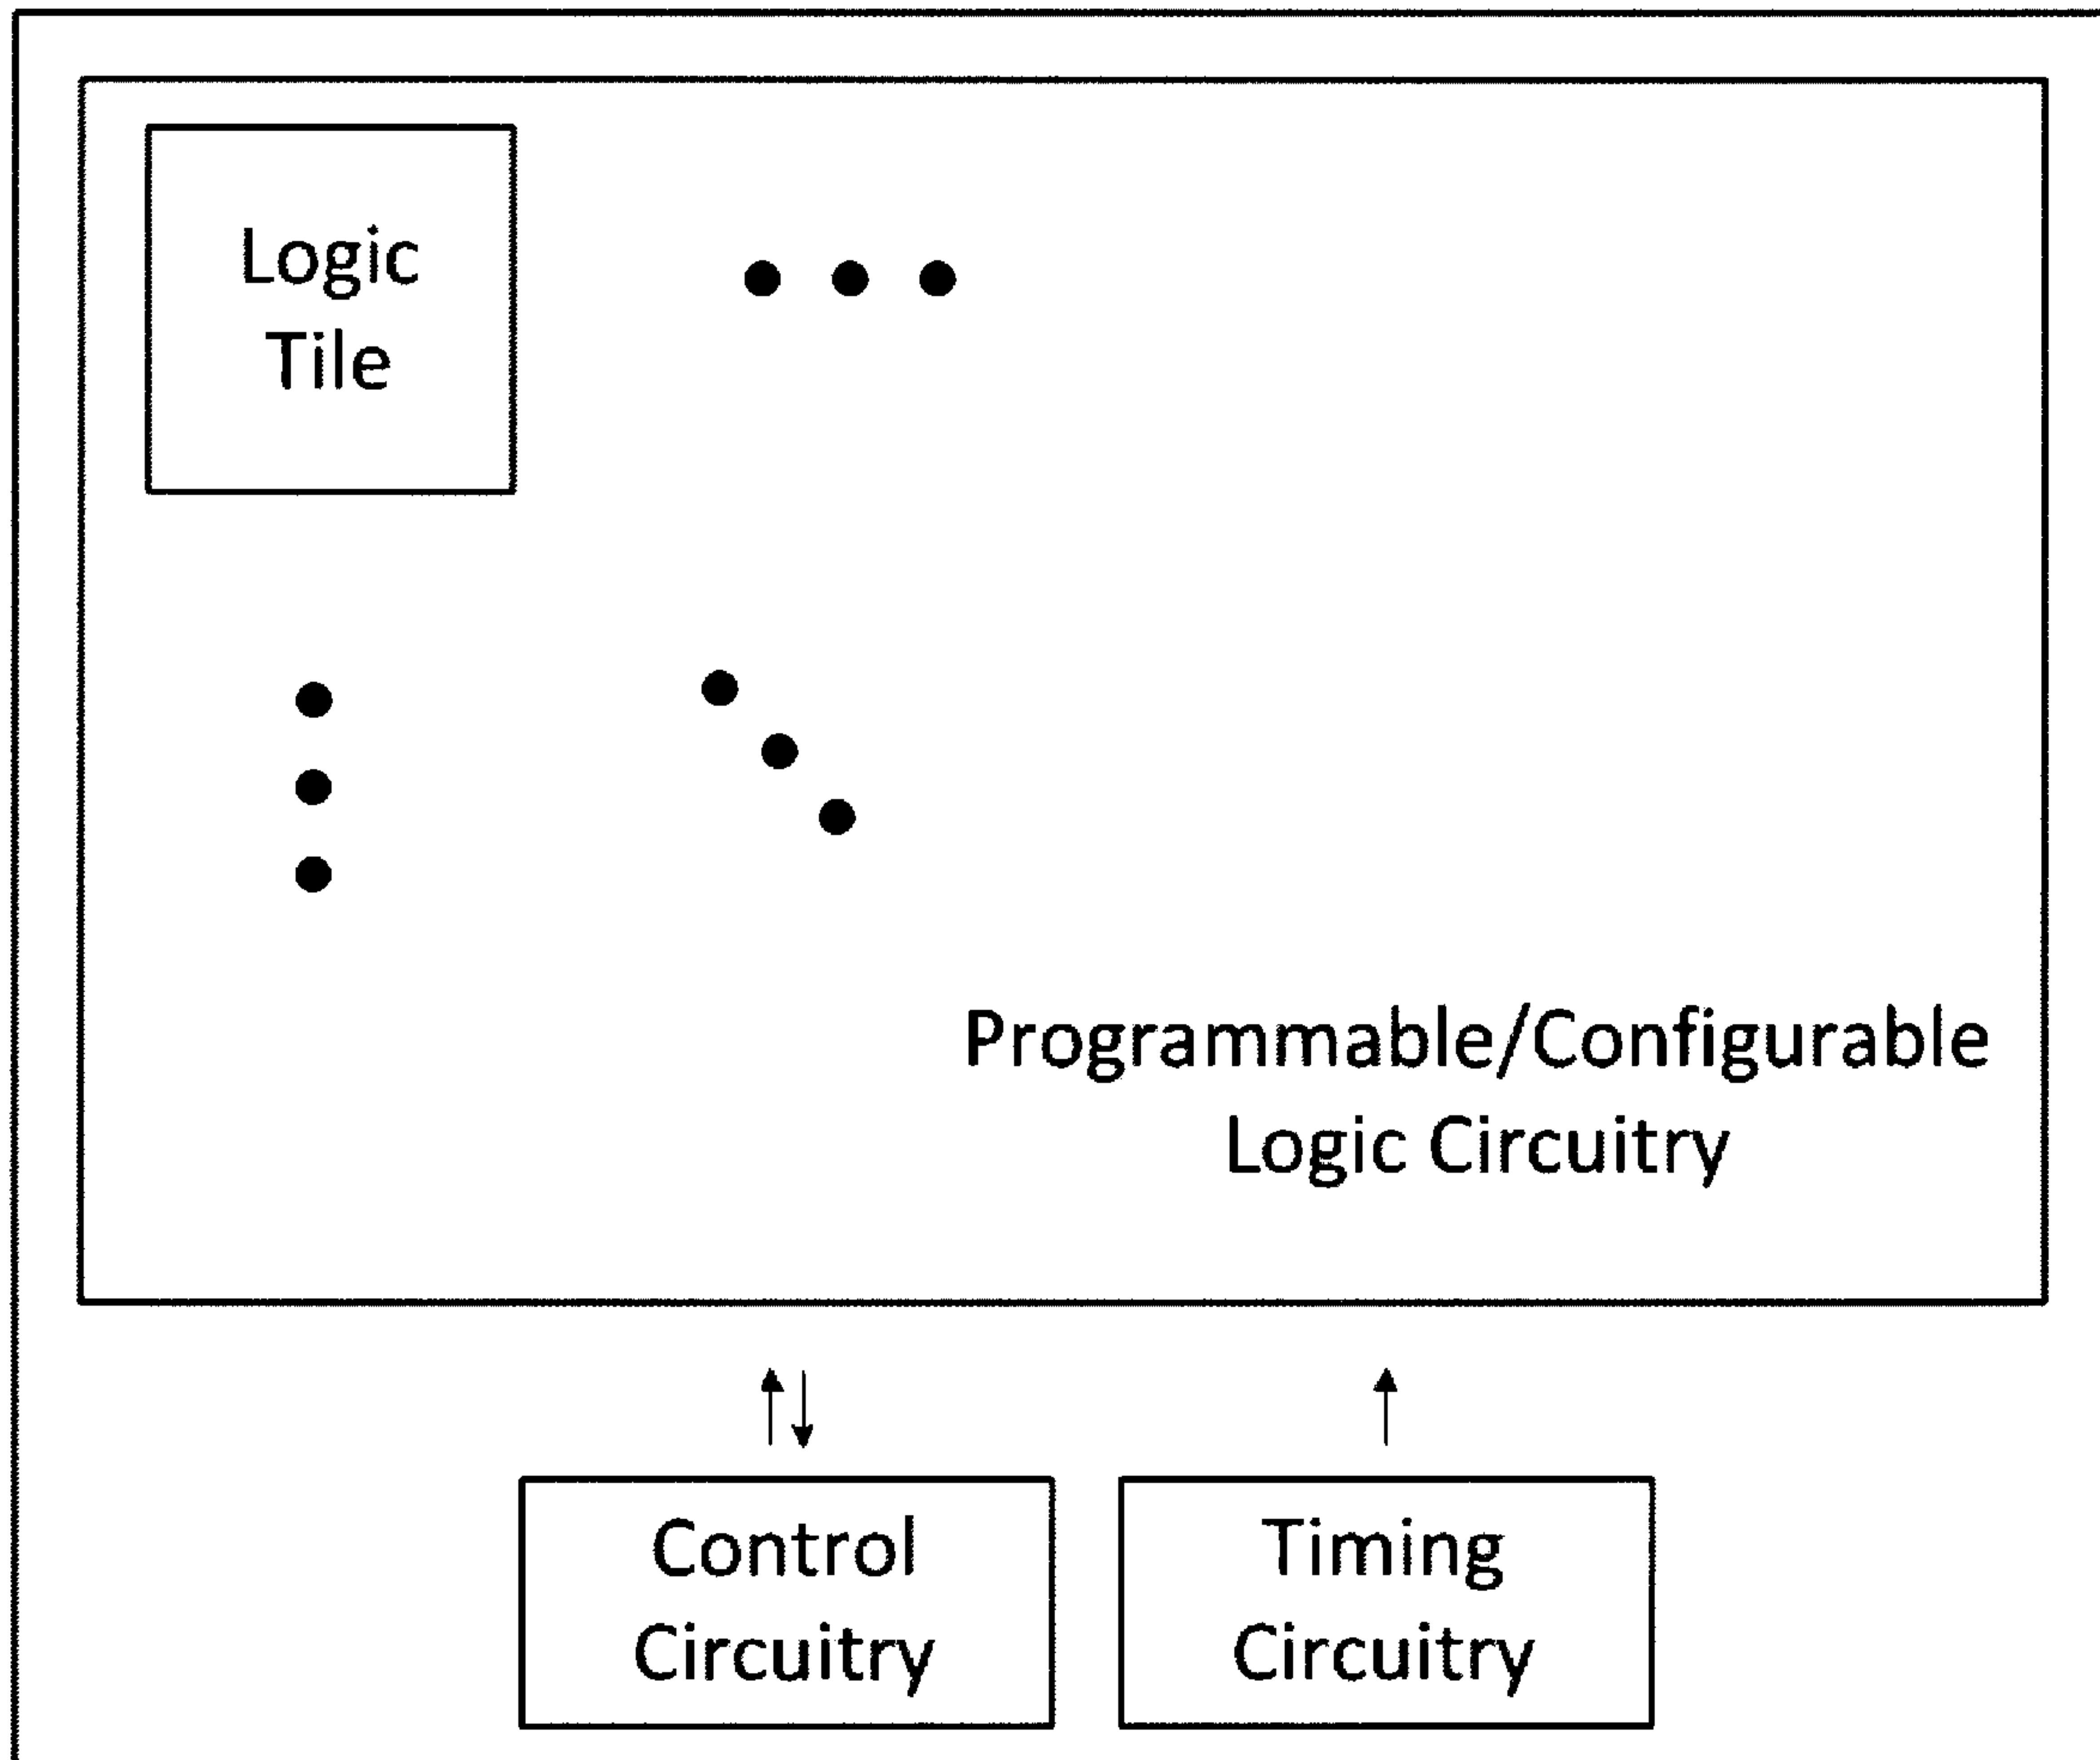 Logic
Tile
Programmable/Configurable
Logic Circuitry
Control
Circuitry
Timing
Circuitry